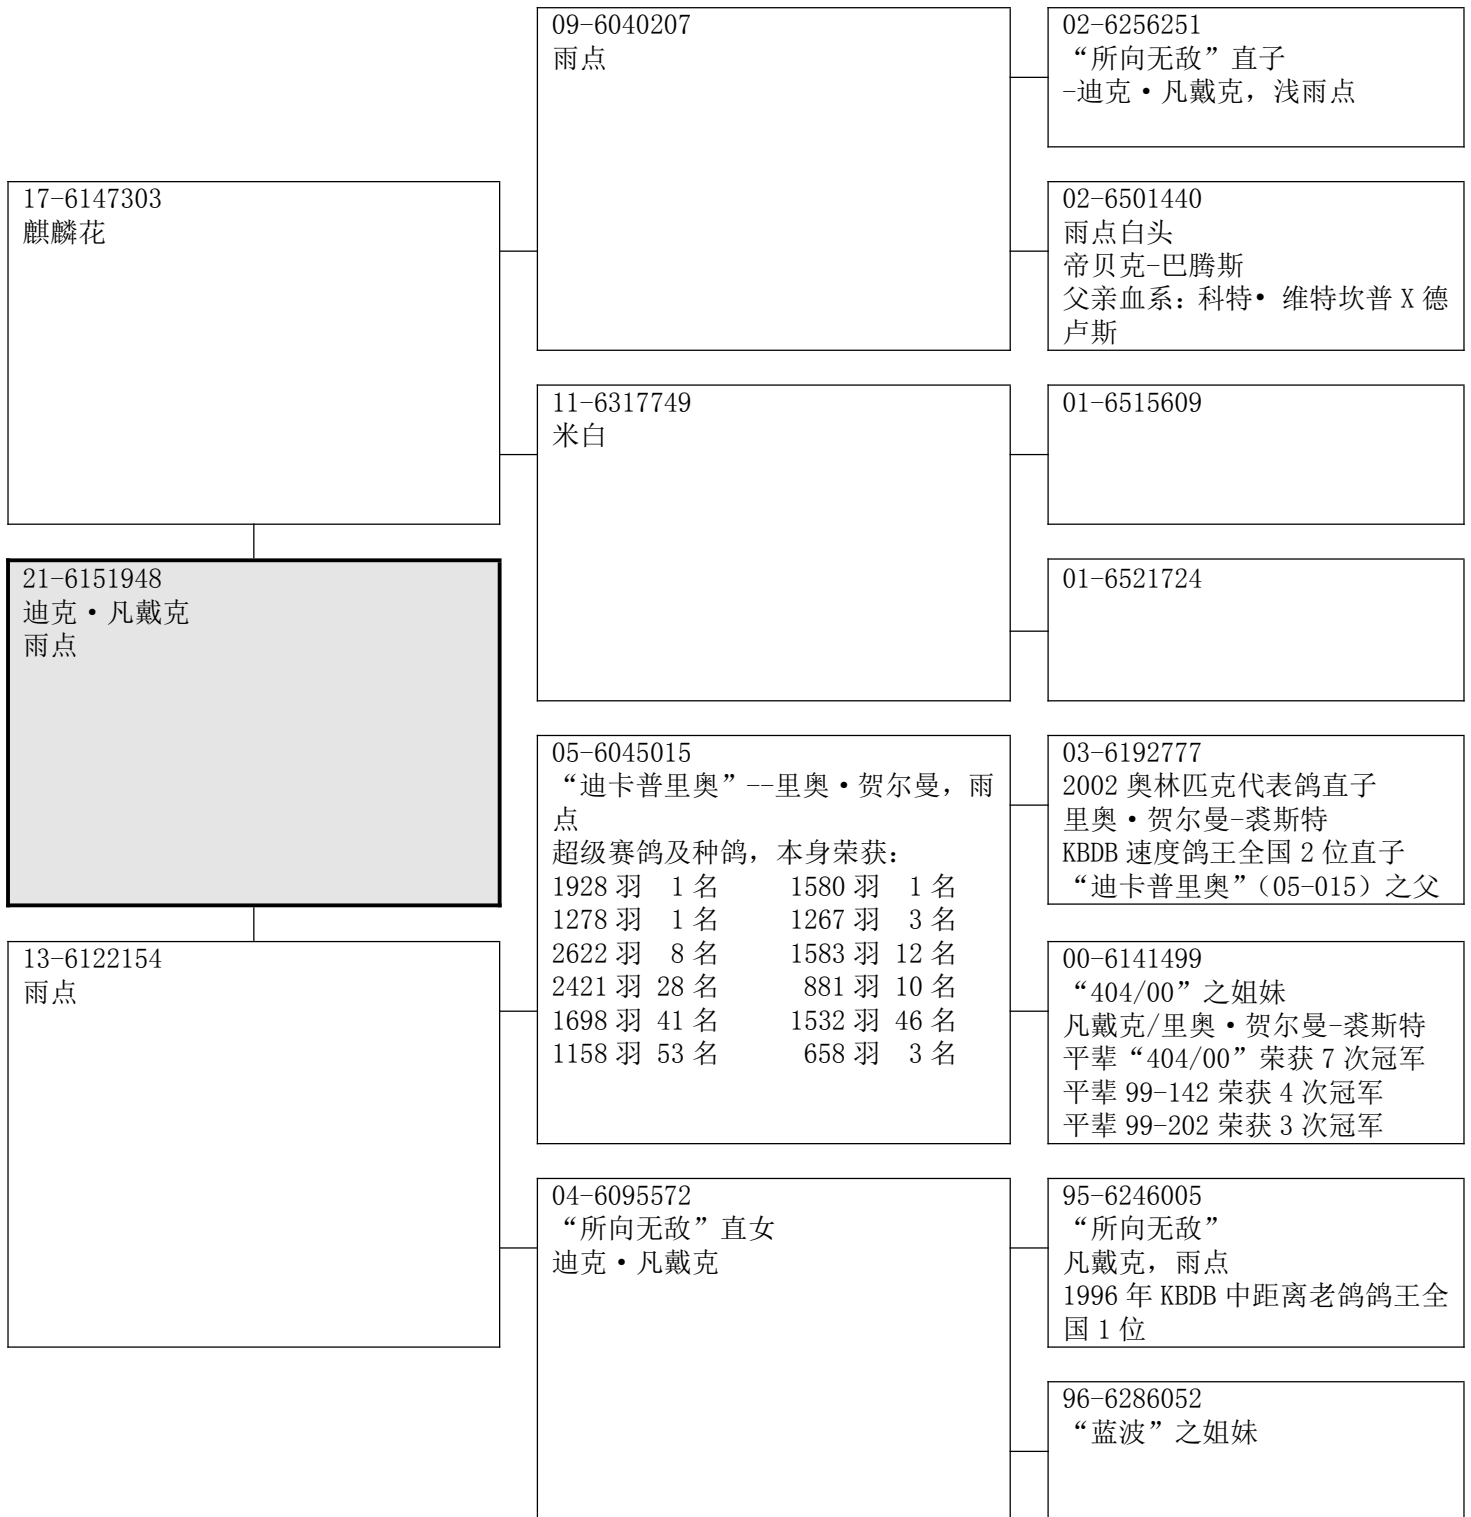 17-6147303
麒麟花
21-6151948
迪克·凡戴克
雨点
13-6122154
雨点
09-6040207
雨点
11-6317749
米白
05-6045015
“迪卡普里奥”--里奥·贺尔曼，雨
点
超级赛鸽及种鸽，本身荣获：
1928 羽 1 名 1580 羽 1 名
1278 羽 1 名 1267 羽 3 名
2622 羽 8 名 1583 羽 12 名
2421 羽 28 名 881 羽 10 名
1698 羽 41 名 1532 羽 46 名
1158 羽 53 名 658 羽 3 名
04-6095572
“所向无敌”直女
迪克·凡戴克
02-6256251
“所向无敌”直子
-迪克·凡戴克，浅雨点
02-6501440
雨点白头
帝贝克-巴腾斯
父亲血系：科特• 维特坎普 X 德
卢斯
01-6515609
01-6521724
03-6192777
2002 奥林匹克代表鸽直子
里奥·贺尔曼-裘斯特
KBDB 速度鸽王全国 2 位直子
“迪卡普里奥”（05-015）之父
00-6141499
“404/00”之姐妹
凡戴克/里奥·贺尔曼-裘斯特
平辈“404/00”荣获 7 次冠军
平辈 99-142 荣获 4 次冠军
平辈 99-202 荣获 3 次冠军
95-6246005
“所向无敌”
凡戴克，雨点
1996 年 KBDB 中距离老鸽鸽王全
国 1 位
96-6286052
“蓝波”之姐妹